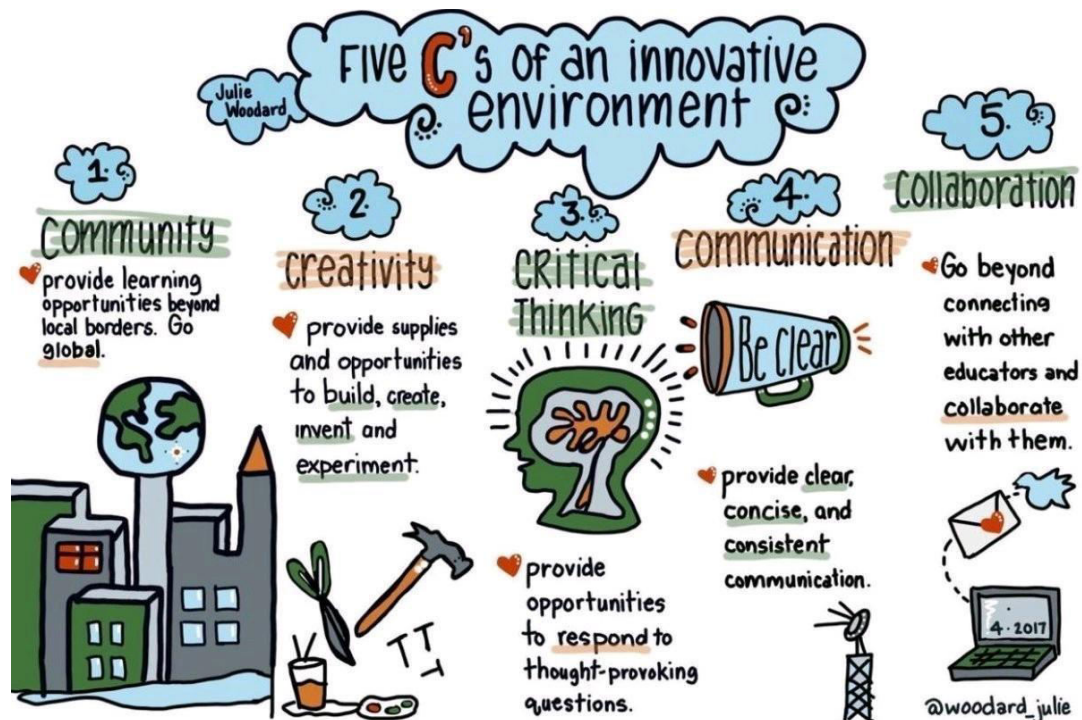 Five C's of an innovative
environment
Julie
Woodard
1.
Community
provide learning
opportunities beyond
local borders. Go
global.
2.
Creativity
provide supplies
and opportunities
to build, create,
invent and
experiment.
3.
Critical
Thinking
provide
opportunities
to respond to
thought-provoking
questions.
4.
Communication
Be clear
provide clear,
concise, and
consistent
communication.
5.
Collaboration
Go beyond
connecting
with other
educators and
collaborate
with them.
4.2017
@woodard_julie